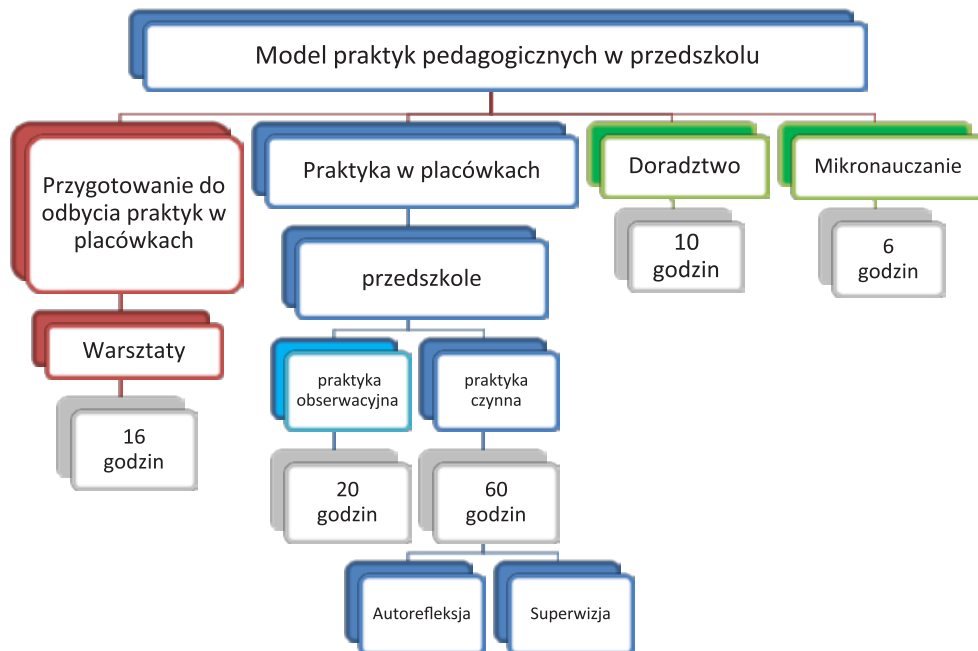 Model praktyk pedagogicznych w przedszkolu
Przygotowanie do
odbycia praktyk w
placówkach
Warsztaty
16
godzin
Praktyka w placówkach
przedszkole
praktyka
obserwacyjna
20
godzin
praktyka
czynna
60
godzin
Autorefleksja
Superwizja
Doradztwo
10
godzin
Mikronauczanie
6
godzin